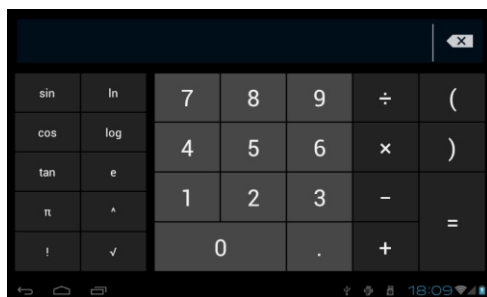 sin ln 7 8 9 ÷ (
cos log 4 5 6 × )
tan e
π ^ 1 2 3 − =
! √ 0 . +
18:09